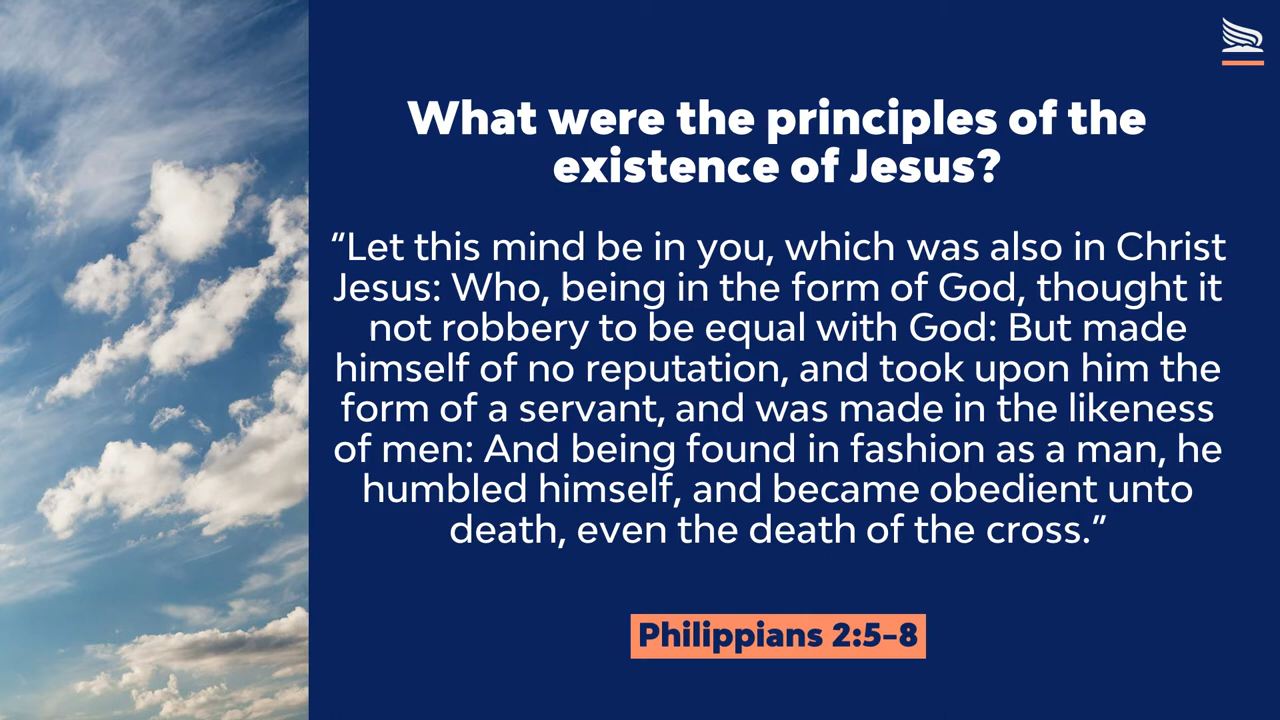 What were the principles of the
existence of Jesus?
“Let this mind be in you, which was also in Christ
Jesus: Who, being in the form of God, thought it
not robbery to be equal with God: But made
himself of no reputation, and took upon him the
form of a servant, and was made in the likeness
of men: And being found in fashion as a man, he
humbled himself, and became obedient unto
death, even the death of the cross.”
Philippians 2:5–8